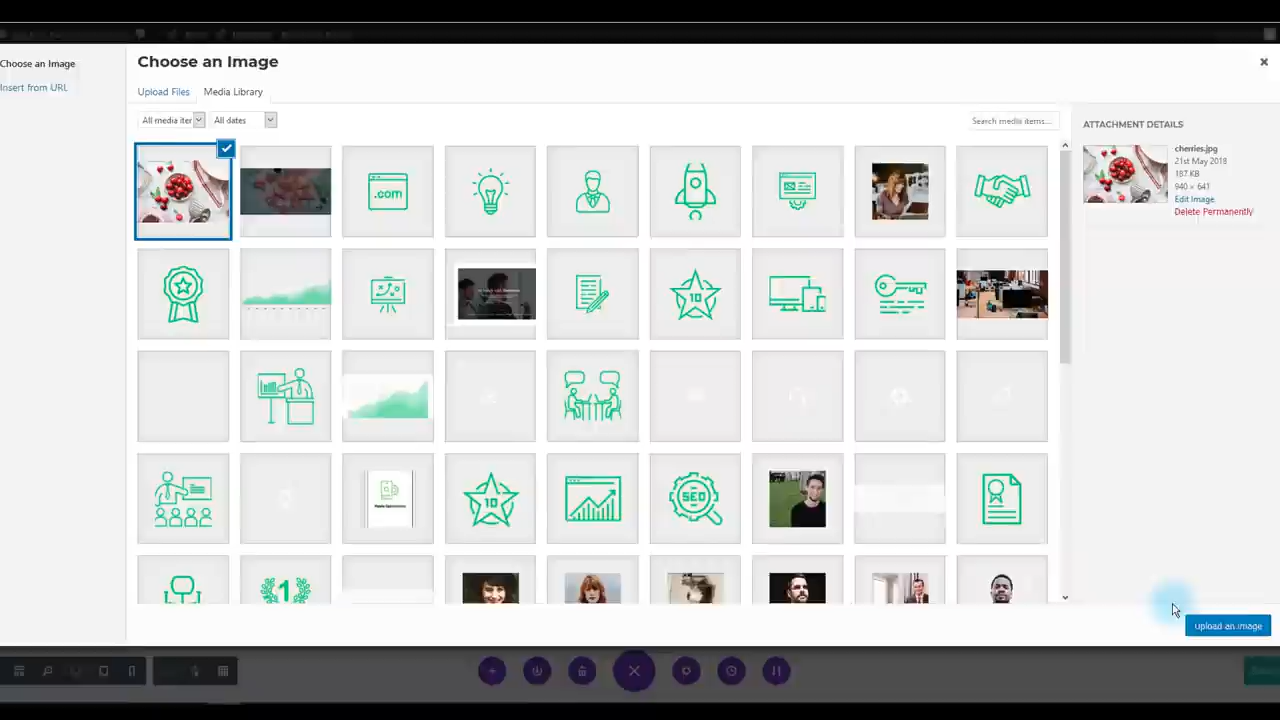 Choose an Image
Insert from URL
Choose an Image
Upload Files
Media Library
All media iter
All dates
Search media items...
ATTACHMENT DETAILS
cherries.jpg
21st May 2018
187 KB
940 × 641
Edit Image
Delete Permanently
.com
10
10
SEO
1
Upload an image